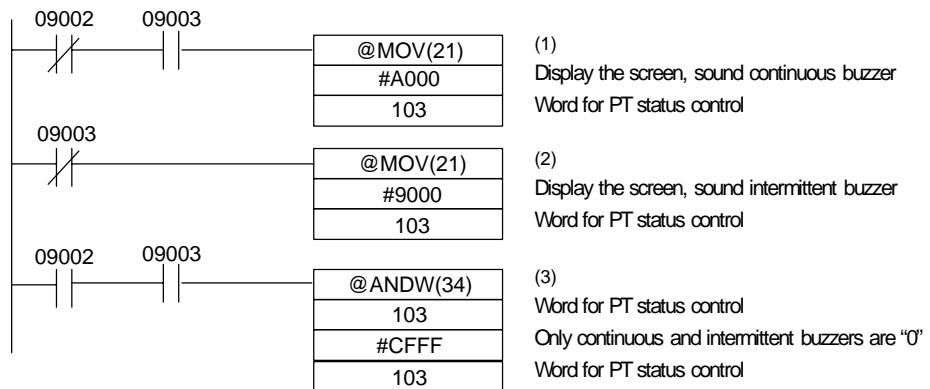 09002 09003
@MOV(21) (1)
#A000 Display the screen, sound continuous buzzer
103 Word for PT status control
09003
@MOV(21) (2)
#9000 Display the screen, sound intermittent buzzer
103 Word for PT status control
09002 09003
@ANDW(34) (3)
103 Word for PT status control
#CFFF Only continuous and intermittent buzzers are “0”
103 Word for PT status control